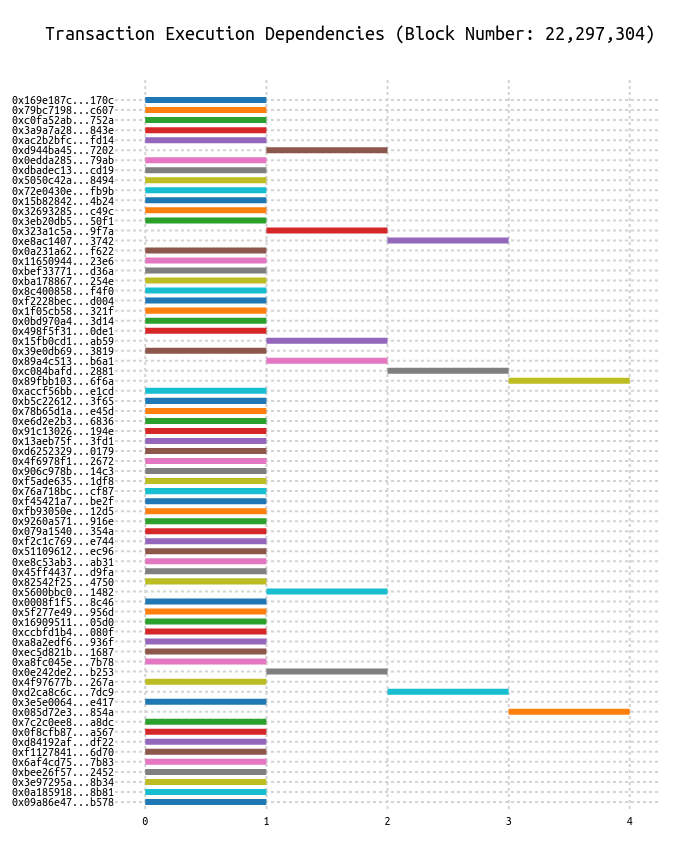 Transaction Execution Dependencies (Block Number: 22,297,304)
0x169e187c...170c
0x79bc7198...c607
0xc0fa52ab...752a
0x3a9a7a28...843e
0xac2b2bfc...fd14
0xd944ba45...7202
0x0edda285...79ab
0xdbadec13...cd19
0x5050c42a...8494
0x72e0430e...fb9b
0x15b82842...4b24
0x32693285...c49c
0x3eb20db5...50f1
0x323a1c5a...9f7a
0xe8ac1407...3742
0x0a231a62...f622
0x11650944...23e6
0xbef33771...d36a
0xba178867...254e
0x8c400858...f4f0
0xf2228bec...d004
0x1f05cb58...321f
0x0bd970a4...3d14
0x498f5f31...0de1
0x15fb0cd1...ab59
0x39e0db69...3819
0x89a4c513...b6a1
0xc084bafd...2881
0x89fbb103...6f6a
0xaccf56bb...e1cd
0xb5c22612...3f65
0x78b65d1a...e45d
0xe6d2e2b3...6836
0x91c13026...194e
0x13aeb75f...3fd1
0xd6252329...0179
0x4f6978f1...2672
0x906c978b...14c3
0xf5ade635...1df8
0x76a718bc...cf87
0xf45421a7...be2f
0xfb93050e...12d5
0x9260a571...916e
0x079a1540...354a
0xf2c1c769...e744
0x51109612...ec96
0xe8c53ab3...ab31
0x45ff4437...d9fa
0x82542f25...4750
0x5600bbc0...1482
0x0008f1f5...8c46
0x5f277e49...956d
0x16909511...05d0
0xccbfd1b4...080f
0xa8a2edf6...936f
0xec5d821b...1687
0xa8fc045e...7b78
0x0e242de2...b253
0x4f97677b...267a
0xd2ca8c6c...7dc9
0x3e5e0064...e417
0x085d72e3...854a
0x7c2c0ee8...a8dc
0x0f8cfb87...a567
0xd84192af...df22
0xf1127841...6d70
0x6af4cd75...7b83
0xbee26f57...2452
0x3e97295a...8b34
0x0a185918...8b81
0x09a86e47...b578
0 1 2 3 4